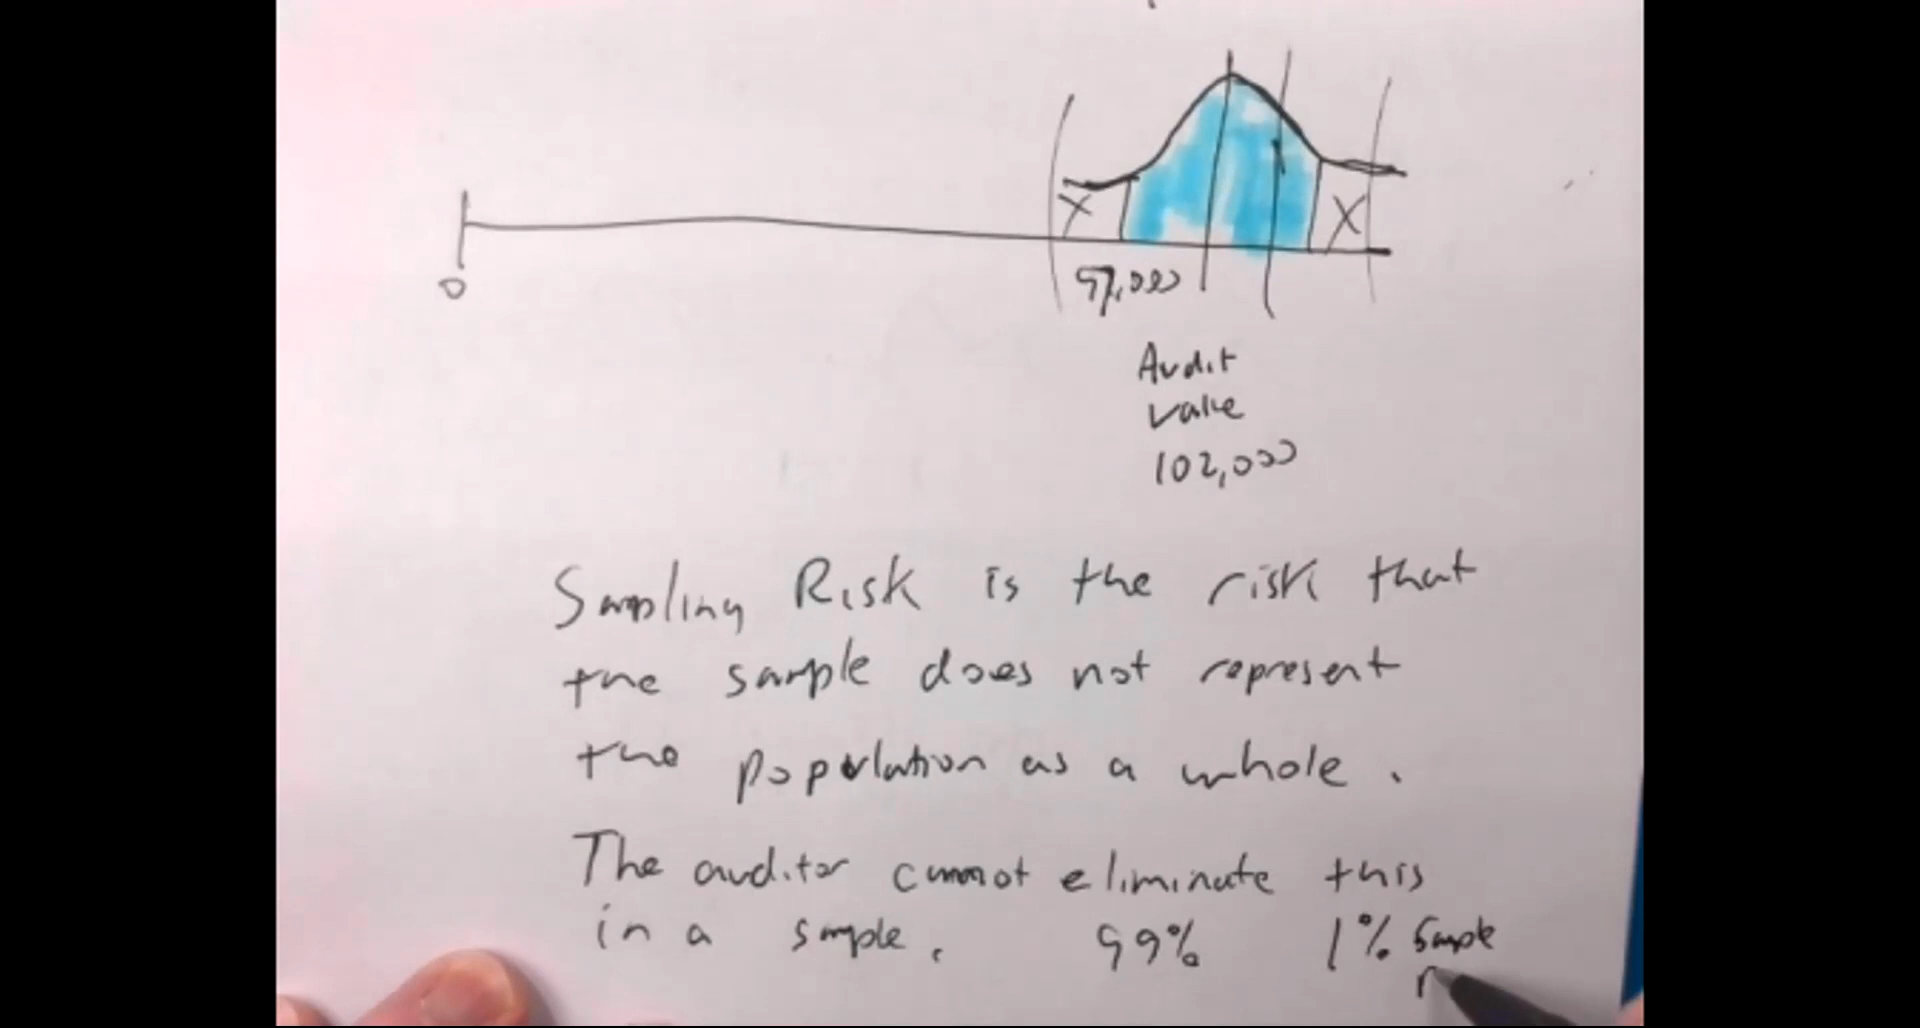 X
X
0
97,000
Audit
Value
102,000
Sampling Risk is the risk that
the sample does not represent
the population as a whole.
The auditor cannot eliminate this
in a sample. 99% 1% Sample